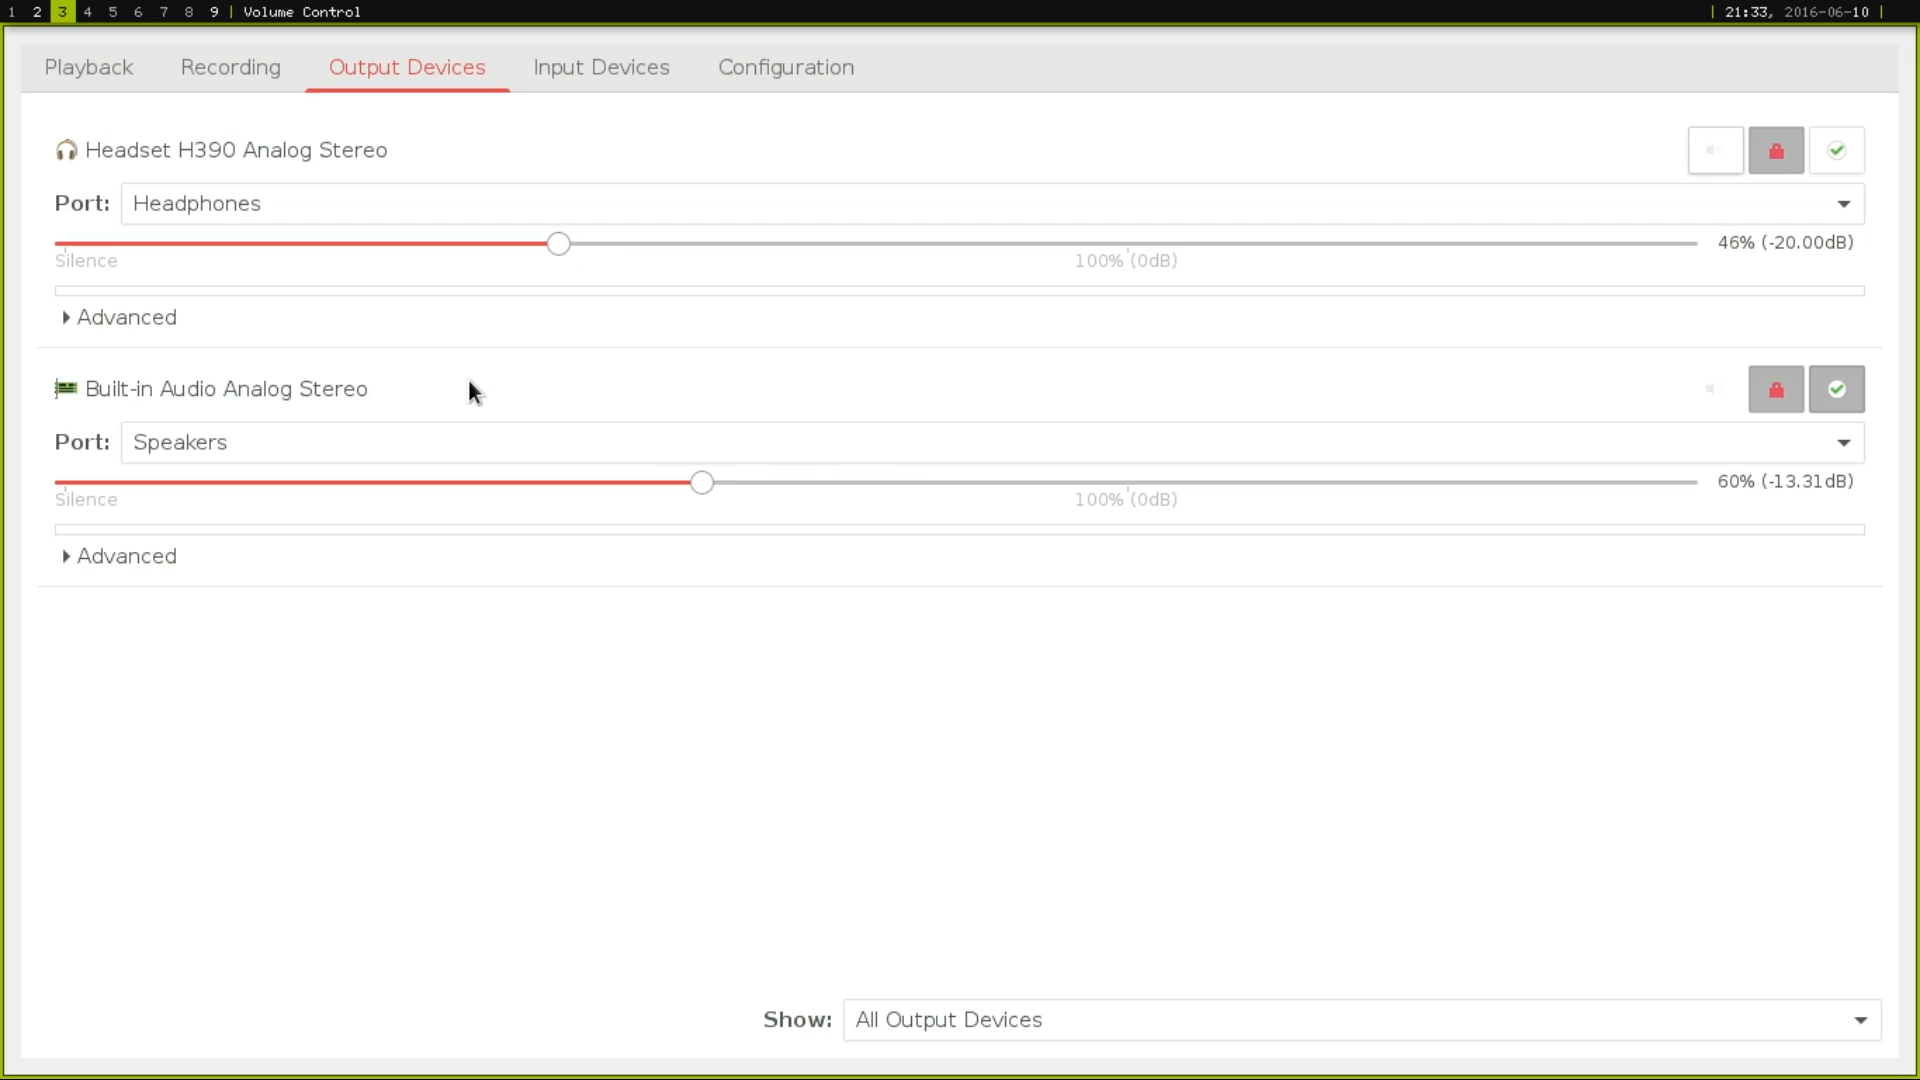 1 2 3 4 5 6 7 8 9 | Volume Control | 21:33, 2016-06-10 |
Playback Recording Output Devices Input Devices Configuration
Headset H390 Analog Stereo
Port: Headphones
46% (-20.00dB)
Silence 100% (0dB)
Advanced
Built-in Audio Analog Stereo
Port: Speakers
60% (-13.31dB)
Silence 100% (0dB)
Advanced
Show: All Output Devices